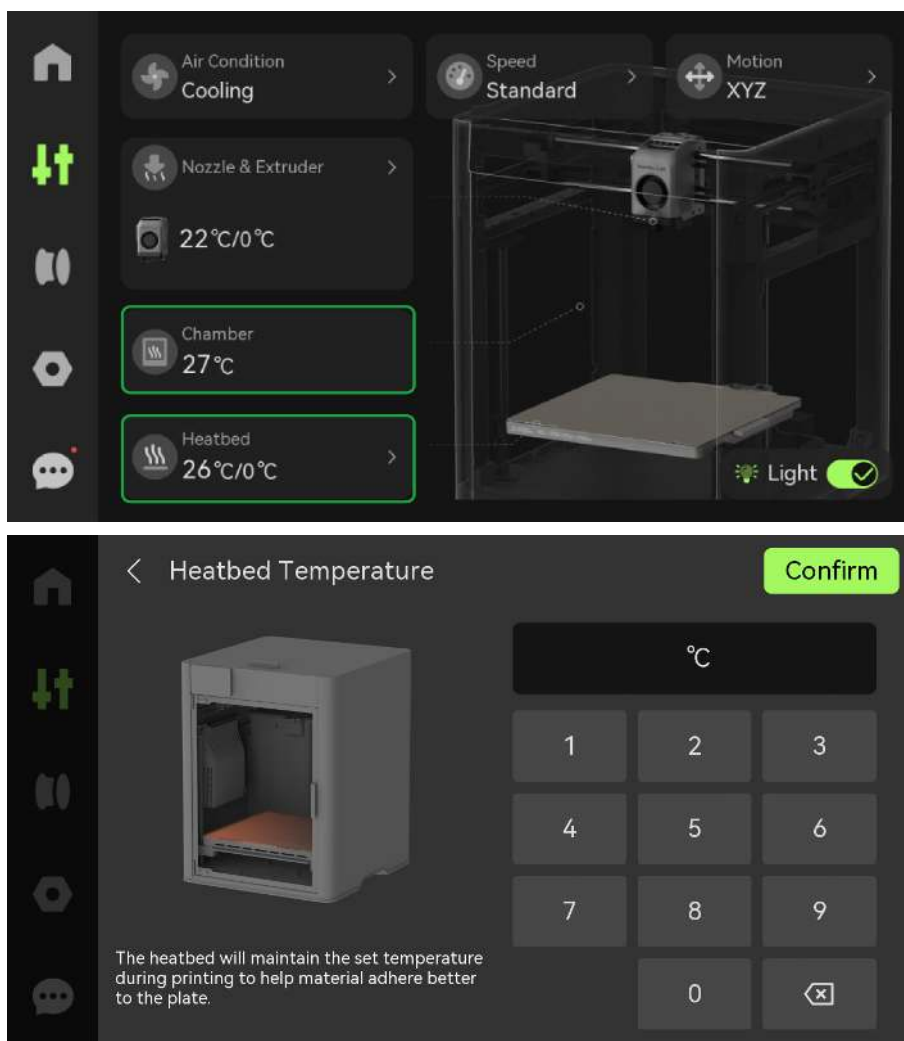 Air Condition
Cooling
Speed
Standard
Motion
XYZ
Nozzle & Extruder
22℃/0℃
Chamber
27℃
Heatbed
26℃/0℃
Light
Heatbed Temperature
Confirm
℃
1 2 3
4 5 6
7 8 9
The heatbed will maintain the set temperature
during printing to help material adhere better
to the plate.
0